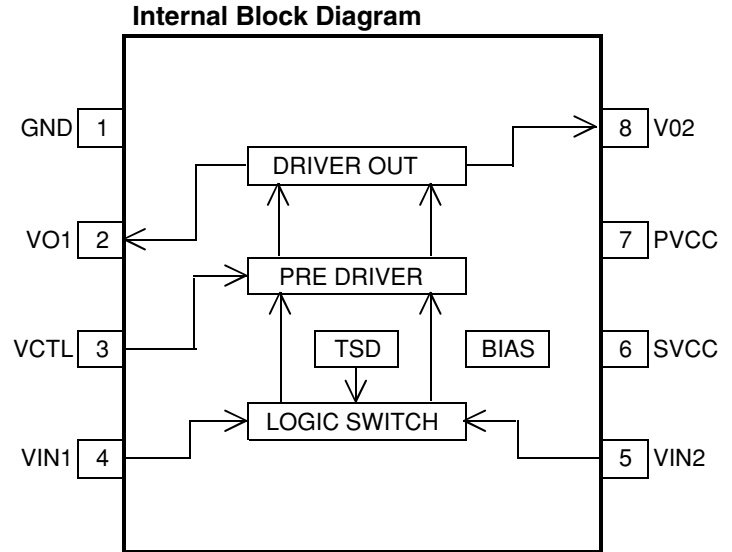 Internal Block Diagram
GND 1
8 V02
DRIVER OUT
VO1 2
7 PVCC
PRE DRIVER
VCTL 3
TSD
BIAS
6 SVCC
LOGIC SWITCH
VIN1 4
5 VIN2